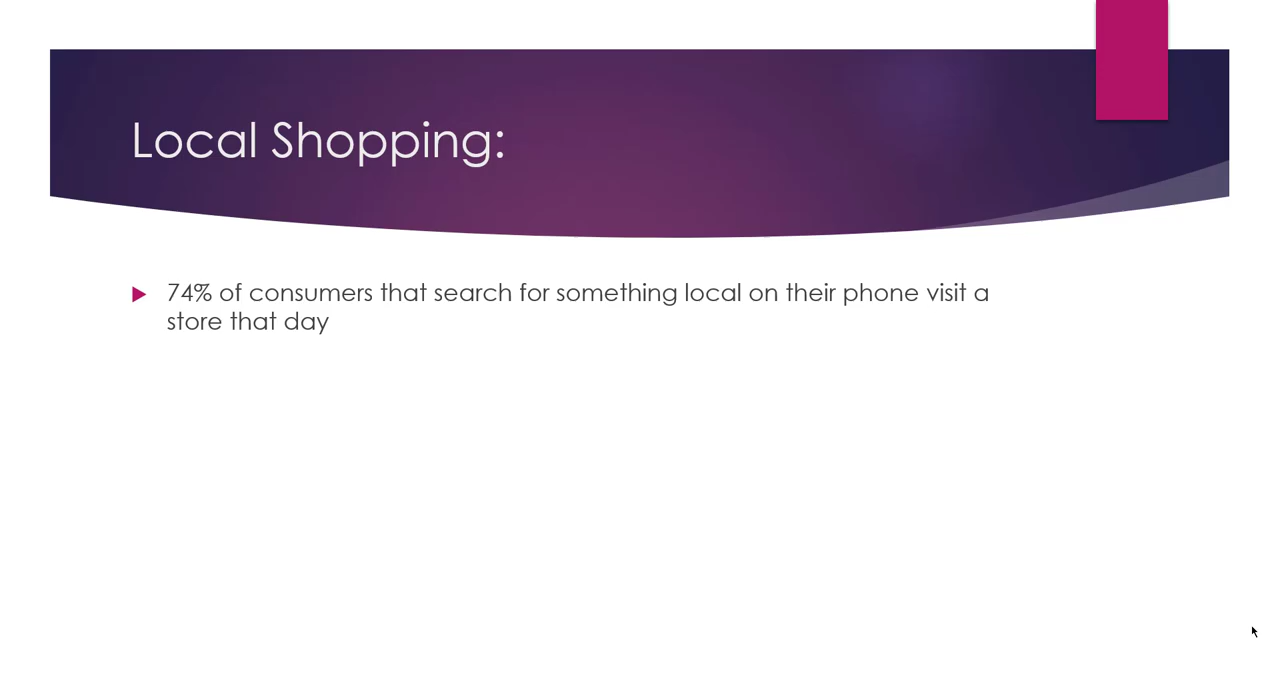 Local Shopping:
74% of consumers that search for something local on their phone visit a
store that day